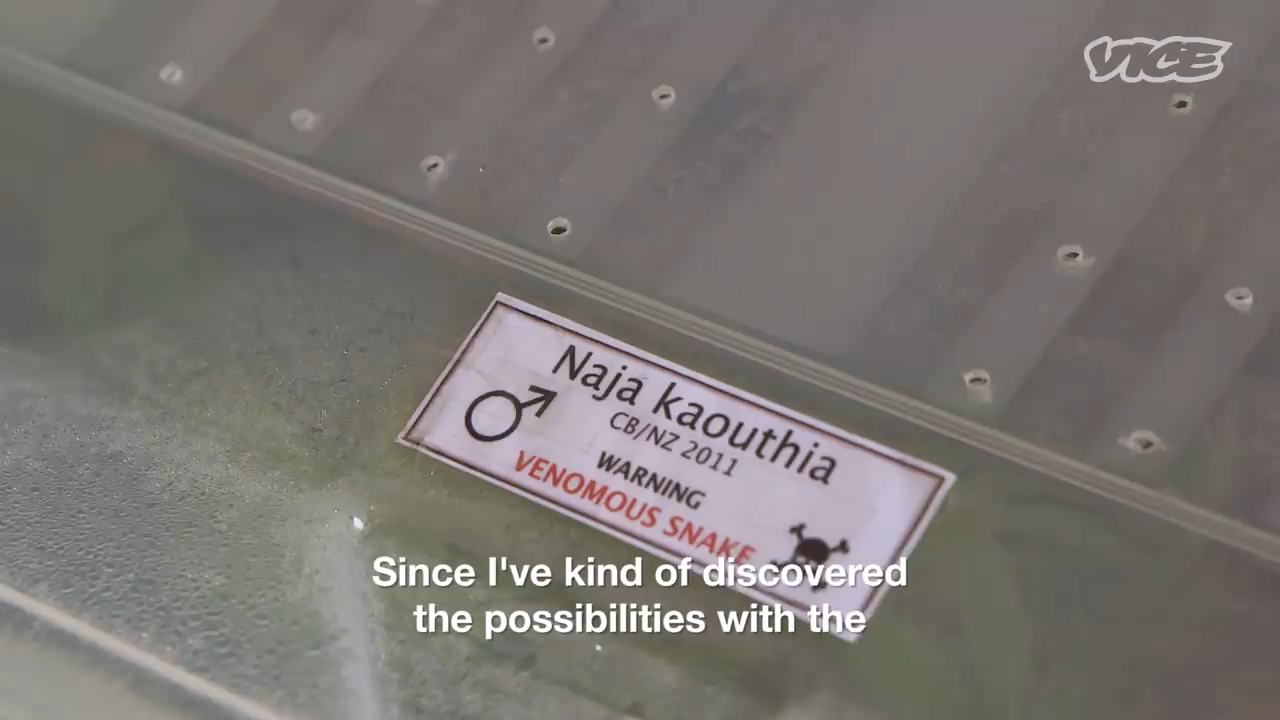 VICE
Naja kaouthia
CB/NZ 2011
WARNING
VENOMOUS SNAKE
Since I've kind of discovered
the possibilities with the